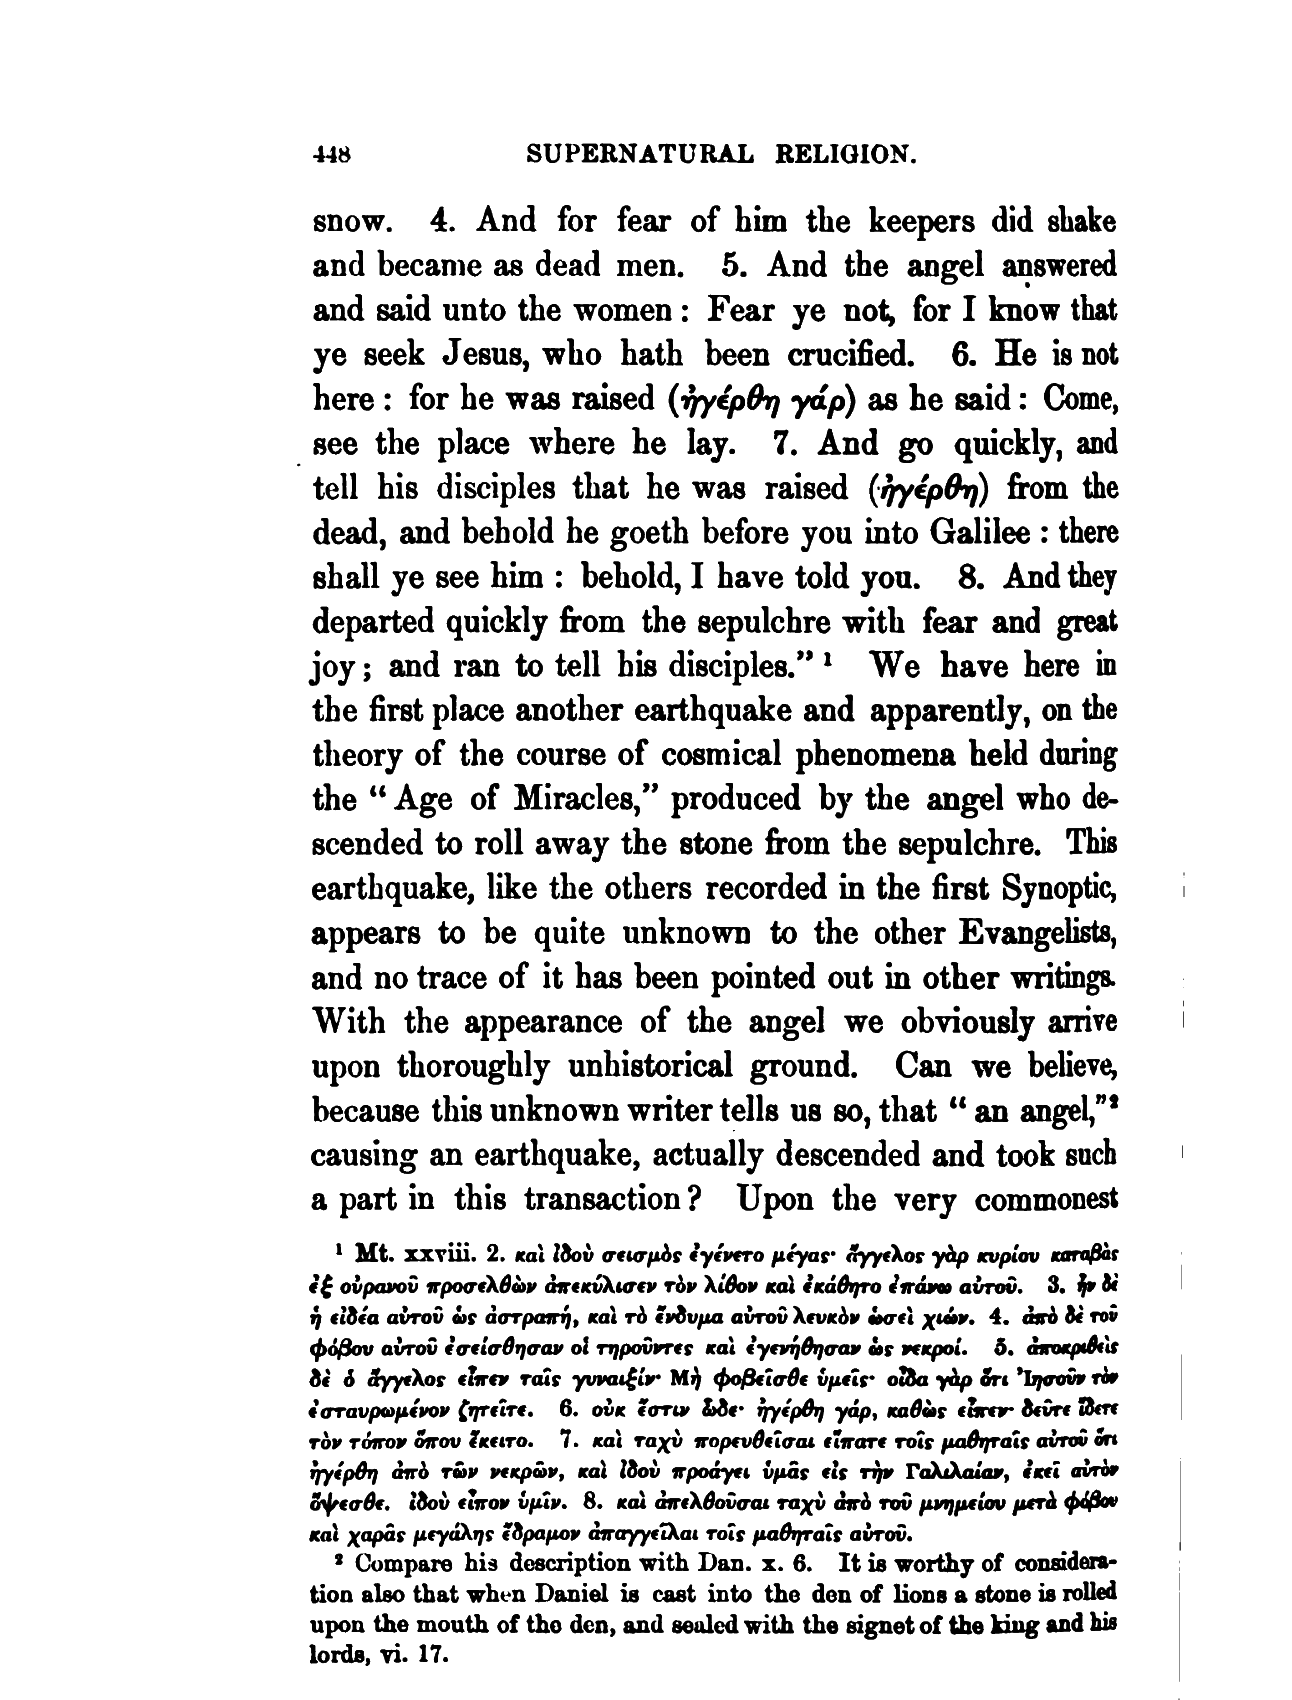 448 SUPERNATURAL RELIGION.
snow. 4. And for fear of him the keepers did shake
and became as dead men. 5. And the angel answered
and said unto the women : Fear ye not, for I know that
ye seek Jesus, who hath been crucified. 6. He is not
here : for he was raised (ἠγέρθη γάρ) as he said : Come,
see the place where he lay. 7. And go quickly, and
tell his disciples that he was raised (ἠγέρθη) from the
dead, and behold he goeth before you into Galilee : there
shall ye see him : behold, I have told you. 8. And they
departed quickly from the sepulchre with fear and great
joy ; and ran to tell his disciples.” ¹ We have here in
the first place another earthquake and apparently, on the
theory of the course of cosmical phenomena held during
the “ Age of Miracles,” produced by the angel who de-
scended to roll away the stone from the sepulchre. This
earthquake, like the others recorded in the first Synoptic,
appears to be quite unknown to the other Evangelists,
and no trace of it has been pointed out in other writings.
With the appearance of the angel we obviously arrive
upon thoroughly unhistorical ground. Can we believe,
because this unknown writer tells us so, that “ an angel,”²
causing an earthquake, actually descended and took such
a part in this transaction ? Upon the very commonest
¹ Mt. xxviii. 2. καὶ ἰδοὺ σεισμὸς ἐγένετο μέγας· ἄγγελος γὰρ κυρίου καταβὰς
ἐξ οὐρανοῦ προσελθὼν ἀπεκύλισεν τὸν λίθον καὶ ἐκάθητο ἐπάνω αὐτοῦ. 3. ἦν δὲ
ἡ εἰδέα αὐτοῦ ὡς ἀστραπή, καὶ τὸ ἔνδυμα αὐτοῦ λευκὸν ὡσεὶ χιών. 4. ἀπὸ δὲ τοῦ
φόβου αὐτοῦ ἐσείσθησαν οἱ τηροῦντες καὶ ἐγενήθησαν ὡς νεκροί. 5. ἀποκριθεὶς
δὲ ὁ ἄγγελος εἶπεν ταῖς γυναιξίν· Μὴ φοβεῖσθε ὑμεῖς· οἶδα γὰρ ὅτι Ἰησοῦν τὸν
ἐσταυρωμένον ζητεῖτε. 6. οὐκ ἔστιν ὧδε· ἠγέρθη γάρ, καθὼς εἶπεν· δεῦτε ἴδετε
τὸν τόπον ὅπου ἔκειτο. 7. καὶ ταχὺ πορευθεῖσαι εἴπατε τοῖς μαθηταῖς αὐτοῦ ὅτι
ἠγέρθη ἀπὸ τῶν νεκρῶν, καὶ ἰδοὺ προάγει ὑμᾶς εἰς τὴν Γαλιλαίαν, ἐκεῖ αὐτὸν
ὄψεσθε. ἰδοὺ εἶπον ὑμῖν. 8. καὶ ἀπελθοῦσαι ταχὺ ἀπὸ τοῦ μνημείου μετὰ φόβου
καὶ χαρᾶς μεγάλης ἔδραμον ἀπαγγεῖλαι τοῖς μαθηταῖς αὐτοῦ.
² Compare his description with Dan. x. 6. It is worthy of considera-
tion also that when Daniel is cast into the den of lions a stone is rolled
upon the mouth of the den, and sealed with the signet of the king and his
lords, vi. 17.